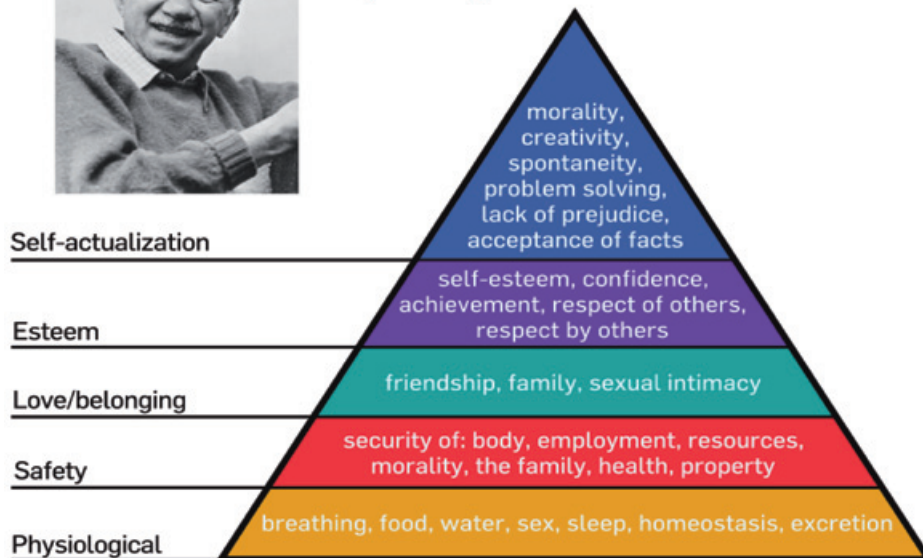 morality,
creativity,
spontaneity,
problem solving,
lack of prejudice,
acceptance of facts
Self-actualization
self-esteem, confidence,
achievement, respect of others,
respect by others
Esteem
friendship, family, sexual intimacy
Love/belonging
security of: body, employment, resources,
morality, the family, health, property
Safety
breathing, food, water, sex, sleep, homeostasis, excretion
Physiological